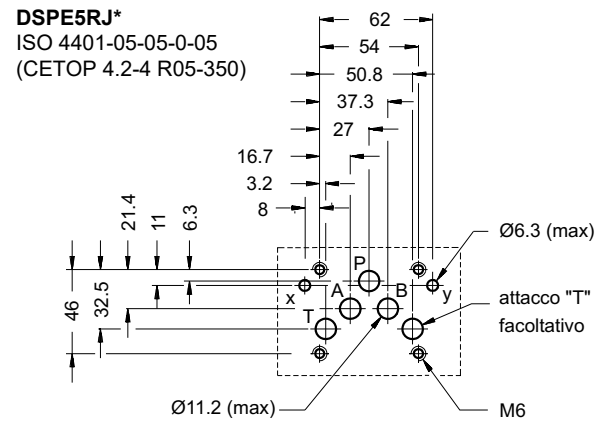 DSPE5RJ*
ISO 4401-05-05-0-05
(CETOP 4.2-4 R05-350)
62
54
50.8
37.3
27
16.7
3.2
8
21.4
11
6.3
Ø6.3 (max)
P
A
B
x
y
T
46
32.5
attacco "T"
facoltativo
Ø11.2 (max)
M6